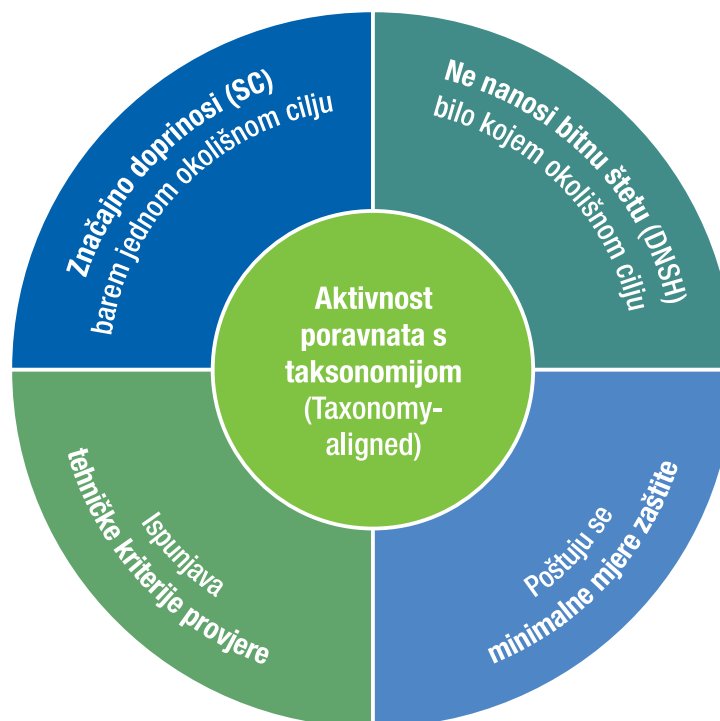 Značajno doprinosi (SC)
barem jednom okolišnom cilju
Ne nanosi bitnu štetu (DNSH)
bilo kojem okolišnom cilju
Aktivnost
poravnata s
taksonomijom
(Taxonomy-
aligned)
Ispunjava
tehničke kriterije provjere
Poštuju se
minimalne mjere zaštite